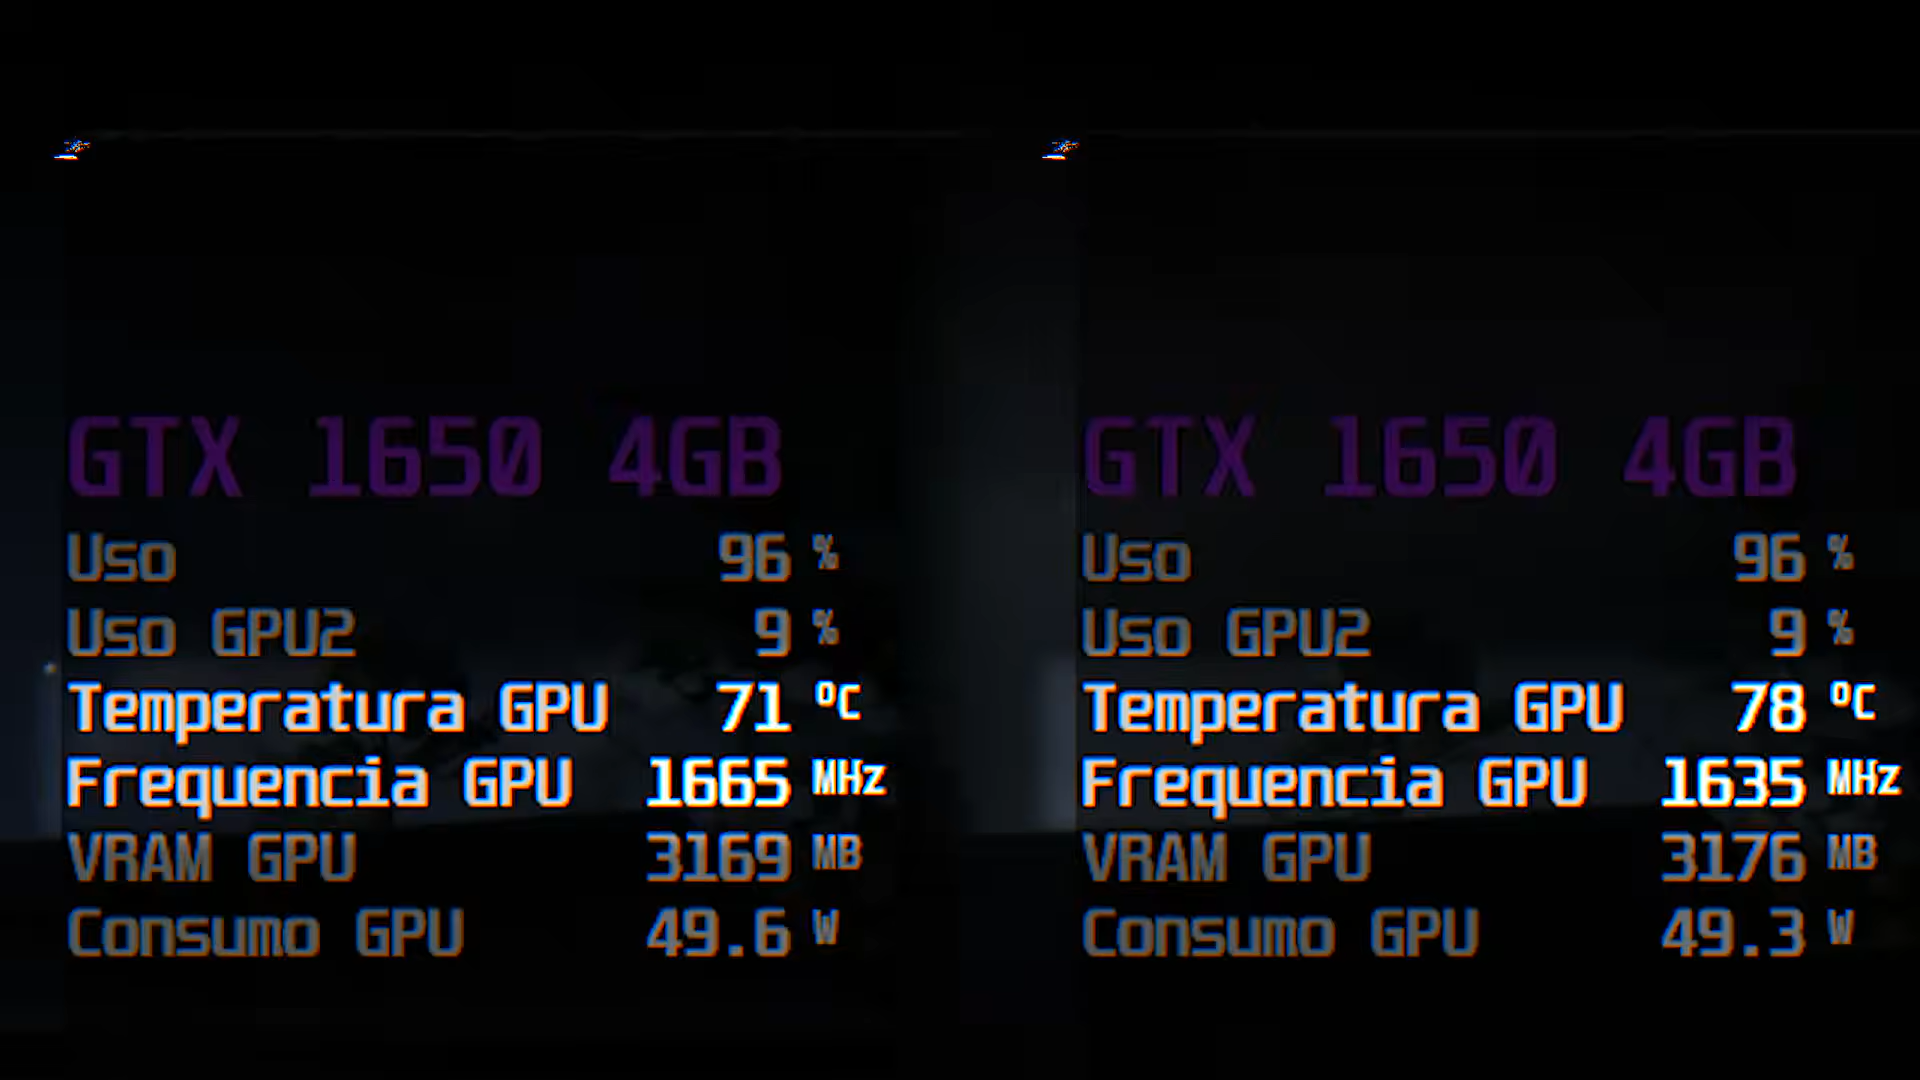 GTX 1650 4GB
Uso 96 %
Uso GPU2 9 %
Temperatura GPU 71 ºC
Frequencia GPU 1665 MHz
VRAM GPU 3169 MB
Consumo GPU 49.6 W
GTX 1650 4GB
Uso 96 %
Uso GPU2 9 %
Temperatura GPU 78 ºC
Frequencia GPU 1635 MHz
VRAM GPU 3176 MB
Consumo GPU 49.3 W